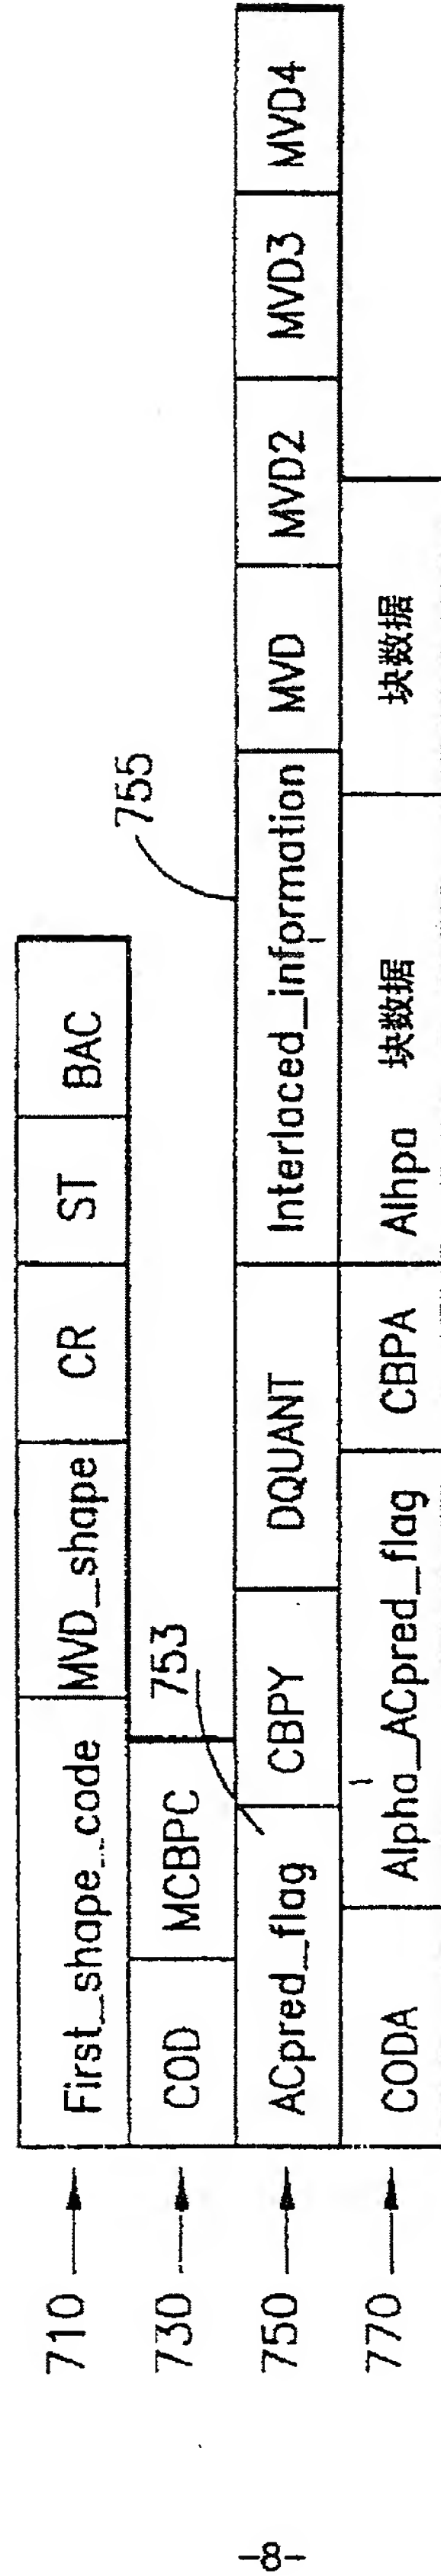 710 First_shape_code MVD_shape CR ST BAC
730 COD MCBPC
753
755
750 ACpred_flag CBPY DQUANT Interlaced_information MVD MVD2 MVD3 MVD4
770 CODA Alpha_ACpred_flag CBPA Alhpa 块数据 块数据
-8-